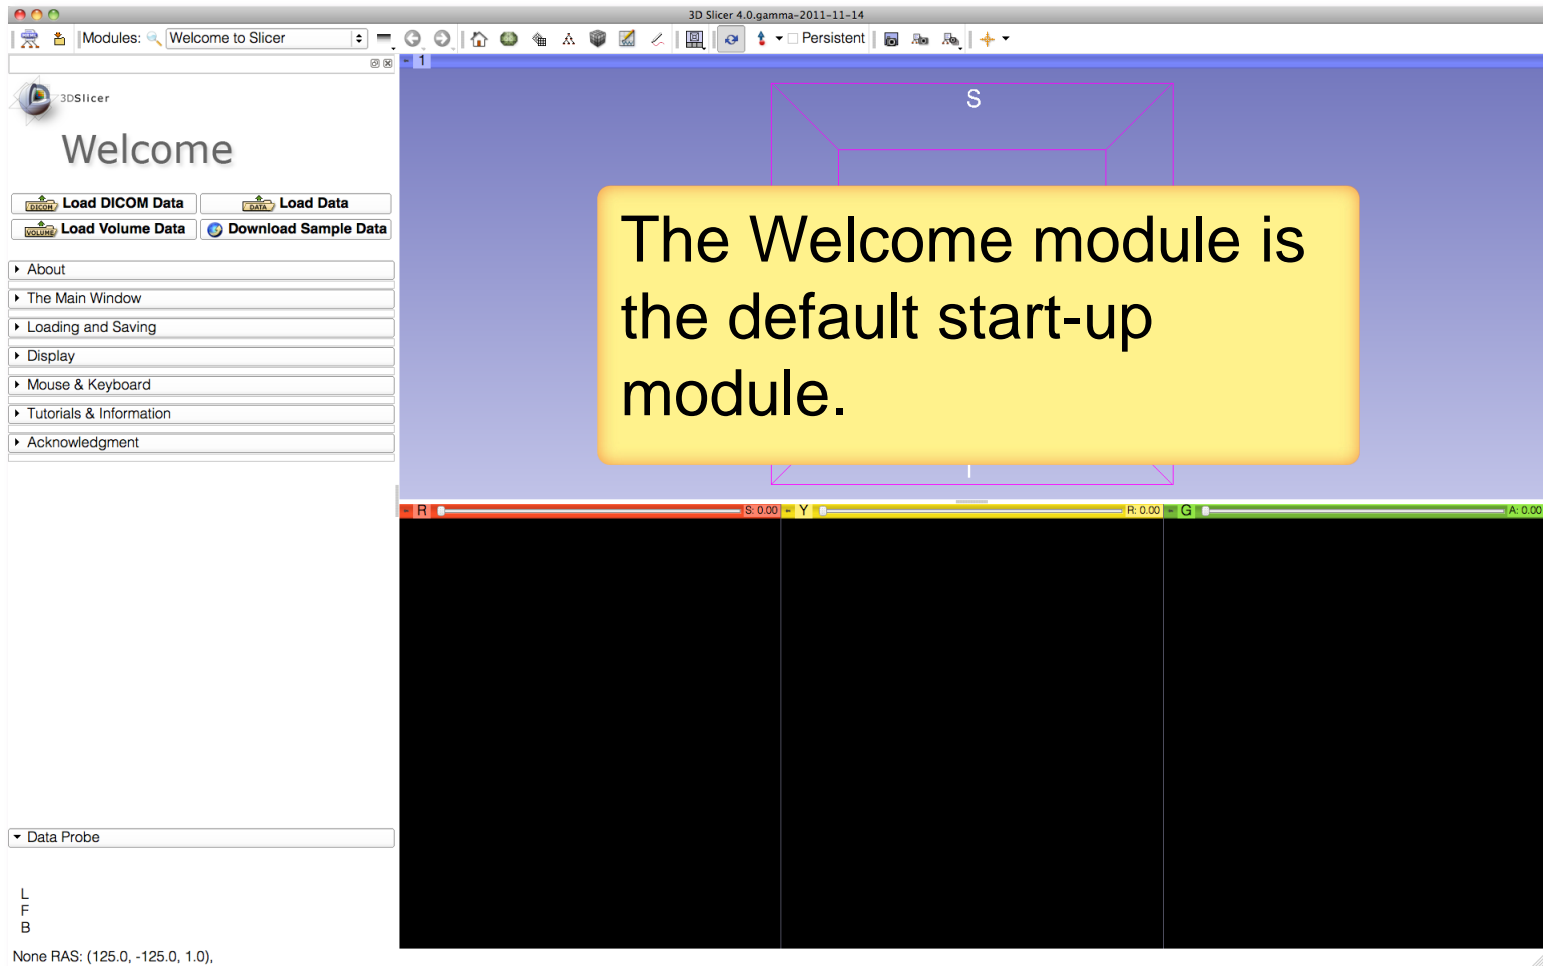 3D Slicer 4.0.gamma-2011-11-14
Modules: Welcome to Slicer Persistent
1
3DSlicer
Welcome
DICOM Load DICOM Data DATA Load Data
VOLUME Load Volume Data Download Sample Data
About
The Main Window
Loading and Saving
Display
Mouse & Keyboard
Tutorials & Information
Acknowledgment
S
The Welcome module is
the default start-up
module.
I
R S: 0.00 Y R: 0.00 G A: 0.00
Data Probe
L
F
B
None RAS: (125.0, -125.0, 1.0),